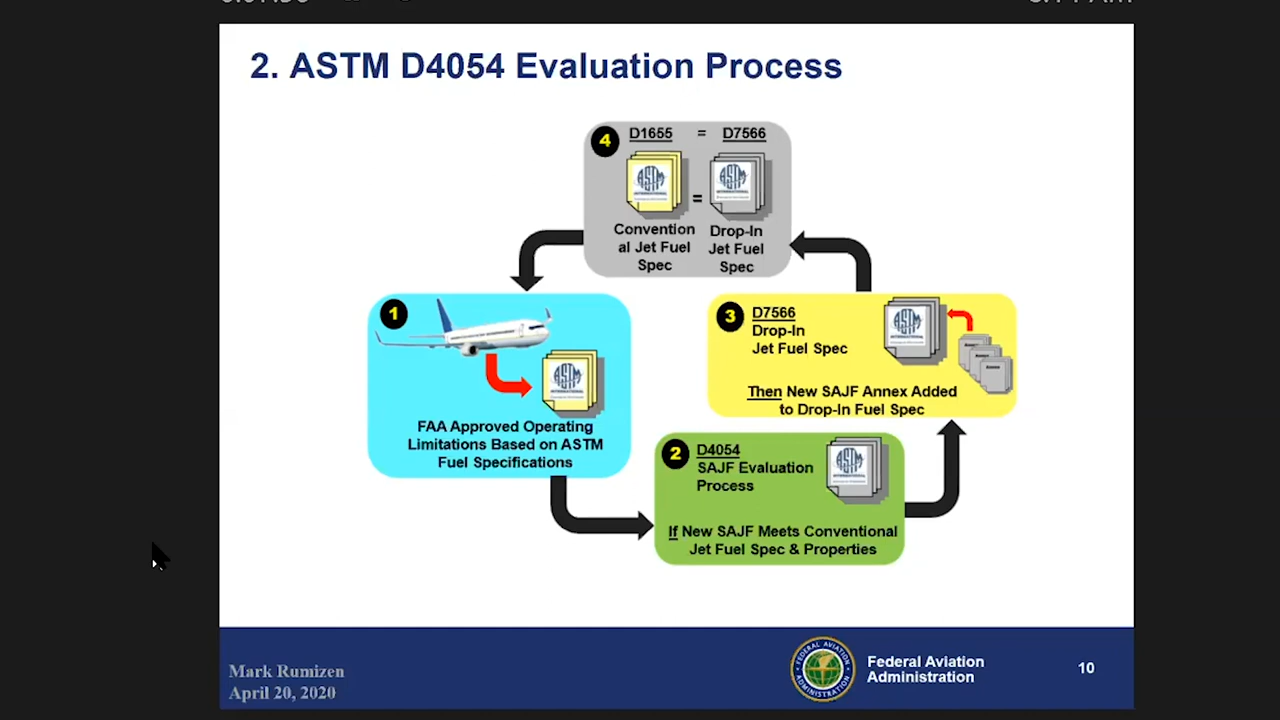 2. ASTM D4054 Evaluation Process
4
D1655 = D7566
=
Convention
al Jet Fuel
Spec
Drop-In
Jet Fuel
Spec
1
FAA Approved Operating
Limitations Based on ASTM
Fuel Specifications
3
D7566
Drop-In
Jet Fuel Spec
Then New SAJF Annex Added
to Drop-In Fuel Spec
2
D4054
SAJF Evaluation
Process
If New SAJF Meets Conventional
Jet Fuel Spec & Properties
Mark Rumizen
April 20, 2020
Federal Aviation
Administration
10